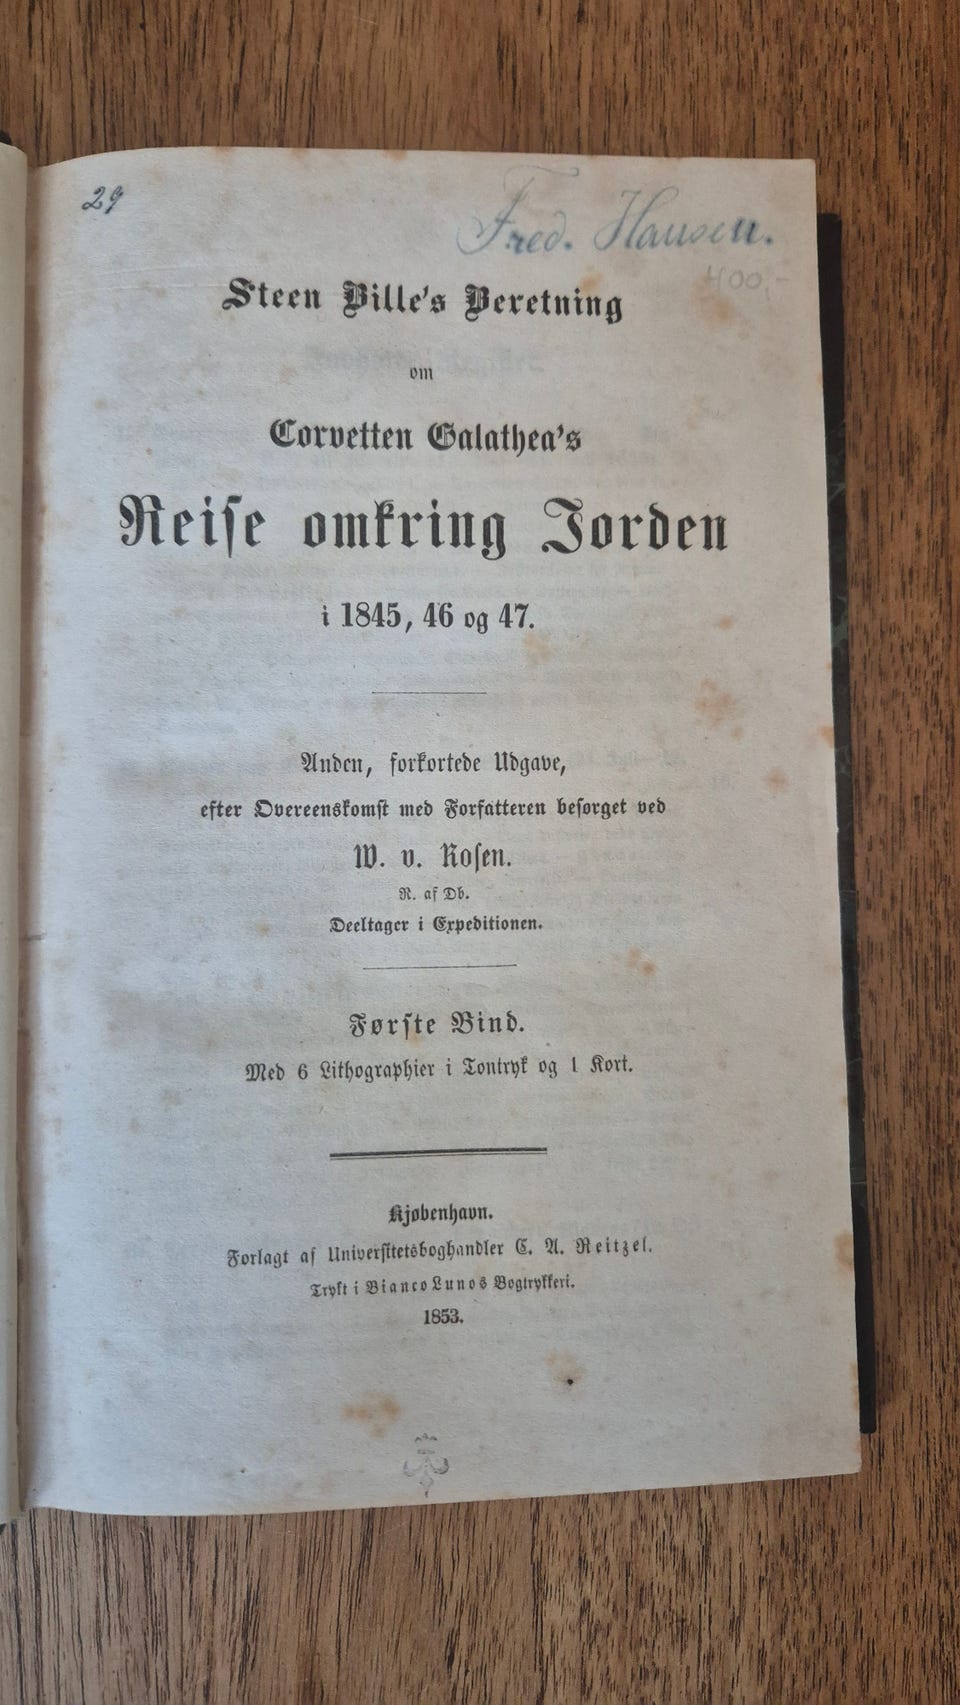 29
Fred. Hansen.
400,-
Steen Bille's Beretning
om
Corvetten Galathea's
Reise omkring Jorden
i 1845, 46 og 47.
Anden, forkortede Udgave,
efter Overeenskomst med Forfatteren besørget ved
W. v. Rosen.
R. af Db.
Deeltager i Expeditionen.
Første Bind.
Med 6 Lithographier i Tontryk og 1 Kort.
Kjøbenhavn.
Forlagt af Universitetsboghandler C. A. Reitzel.
Trykt i Bianco Lunos Bogtrykkeri.
1853.